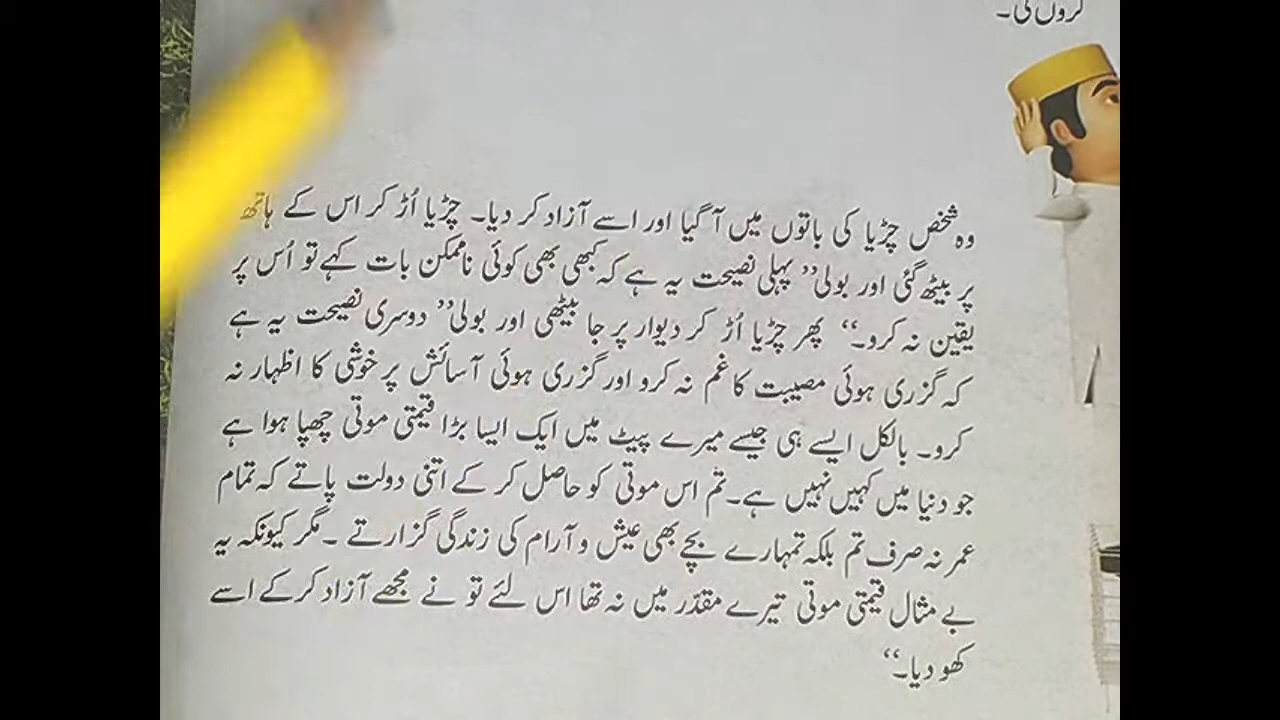 کروں گی۔
وہ شخص چڑیا کی باتوں میں آ گیا اور اسے آزاد کر دیا۔ چڑیا اُڑ کر اس کے ہاتھ
پر بیٹھ گئی اور بولی” پہلی نصیحت یہ ہے کہ کبھی بھی کوئی ناممکن بات کہے تو اُس پر
یقین نہ کرو۔“ پھر چڑیا اُڑ کر دیوار پر جا بیٹھی اور بولی” دوسری نصیحت یہ ہے
کہ گزری ہوئی مصیبت کا غم نہ کرو اور گزری ہوئی آسائش پر خوشی کا اظہار نہ
کرو۔ بالکل ایسے ہی جیسے میرے پیٹ میں ایک ایسا بڑا قیمتی موتی چھپا ہوا ہے
جو دنیا میں کہیں نہیں ہے۔ تم اس موتی کو حاصل کر کے اتنی دولت پاتے کہ تمام
عمر نہ صرف تم بلکہ تمہارے بچے بھی عیش و آرام کی زندگی گزارتے ۔ مگر کیونکہ یہ
بے مثال قیمتی موتی تیرے مقدّر میں نہ تھا اس لئے تو نے مجھے آزاد کر کے اسے
کھو دیا۔“